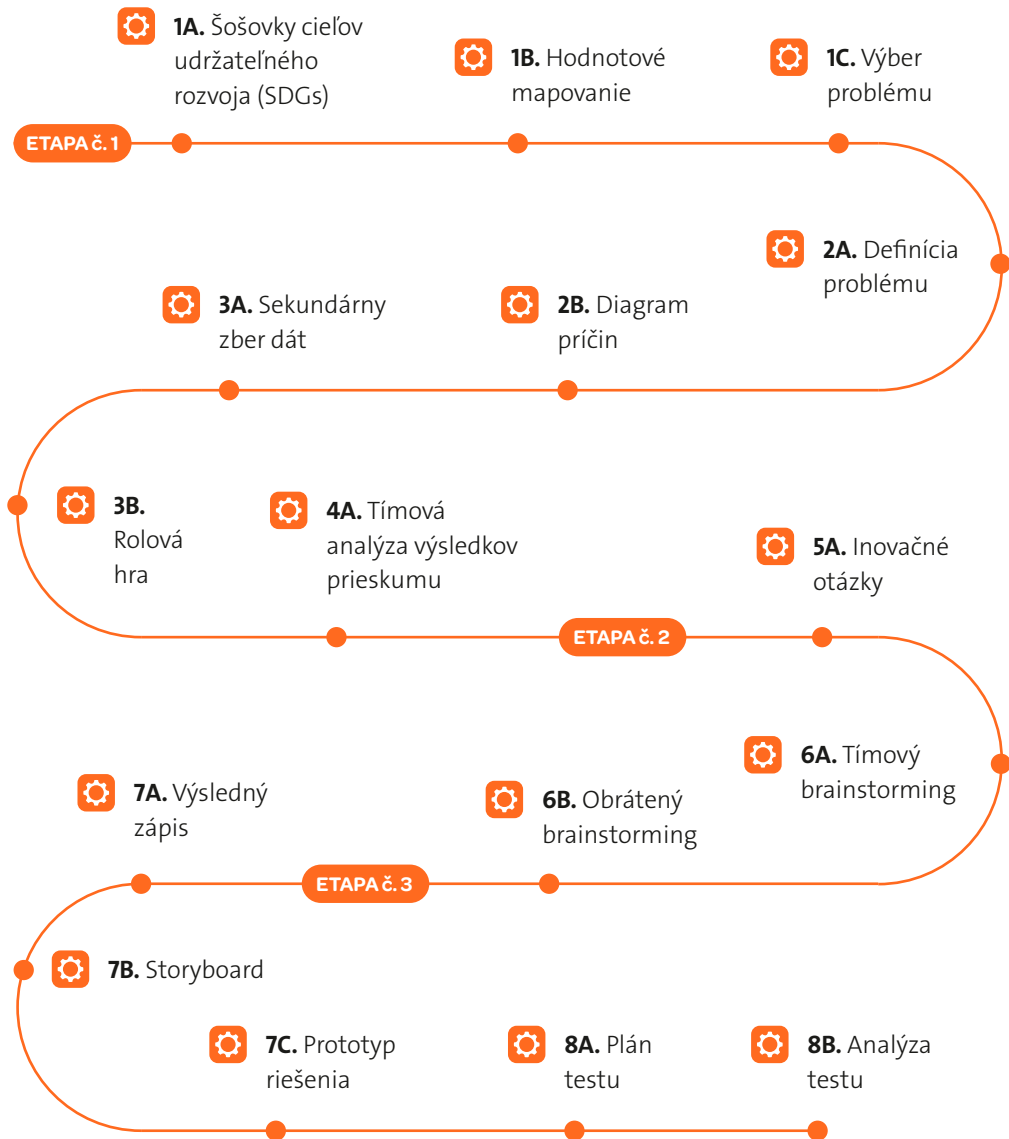 1A. Šošovky cieľov
udržateľného
rozvoja (SDGs)
1B. Hodnotové
mapovanie
1C. Výber
problému
ETAPA č. 1
2A. Definícia
problému
3A. Sekundárny
zber dát
2B. Diagram
príčin
3B.
Rolová
hra
4A. Tímová
analýza výsledkov
prieskumu
5A. Inovačné
otázky
ETAPA č. 2
6A. Tímový
brainstorming
7A. Výsledný
zápis
6B. Obrátený
brainstorming
ETAPA č. 3
7B. Storyboard
7C. Prototyp
riešenia
8A. Plán
testu
8B. Analýza
testu